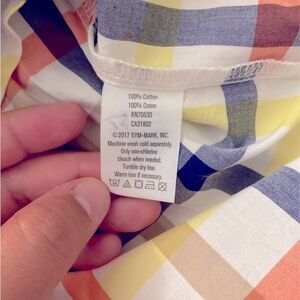 100% Cotton
100% Coton
RN70530
CA31802
©2017 GYM-MARK, INC.
Machine wash cold separately.
Only non-chlorine
bleach when needed.
Tumble dry low.
Warm iron if necessary.